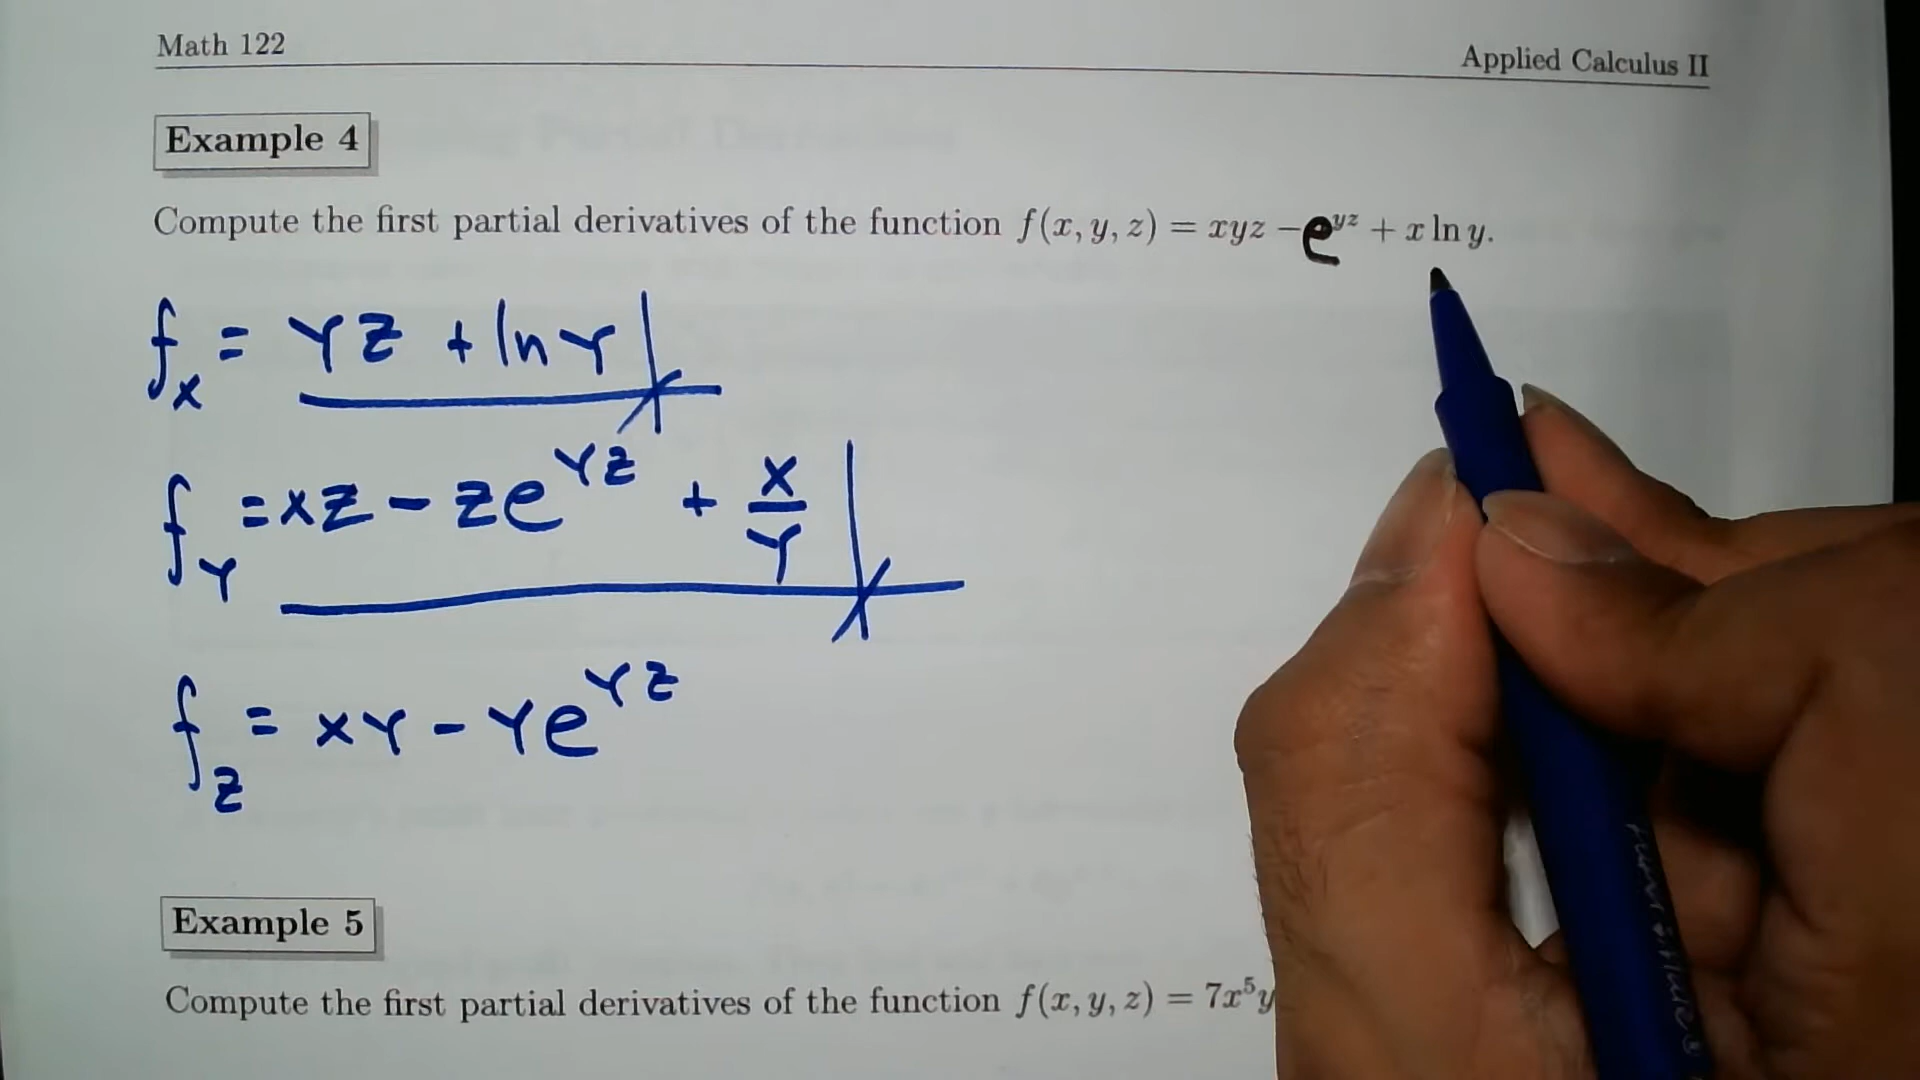 Math 122
Applied Calculus II
Example 4
Compute the first partial derivatives of the function f(x, y, z) = xyz − e^{yz} + x ln y.
f_x = YZ + ln Y
f_Y = XZ − Ze^{YZ} + X/Y
f_Z = XY − Ye^{YZ}
Example 5
Compute the first partial derivatives of the function f(x, y, z) = 7x⁵y